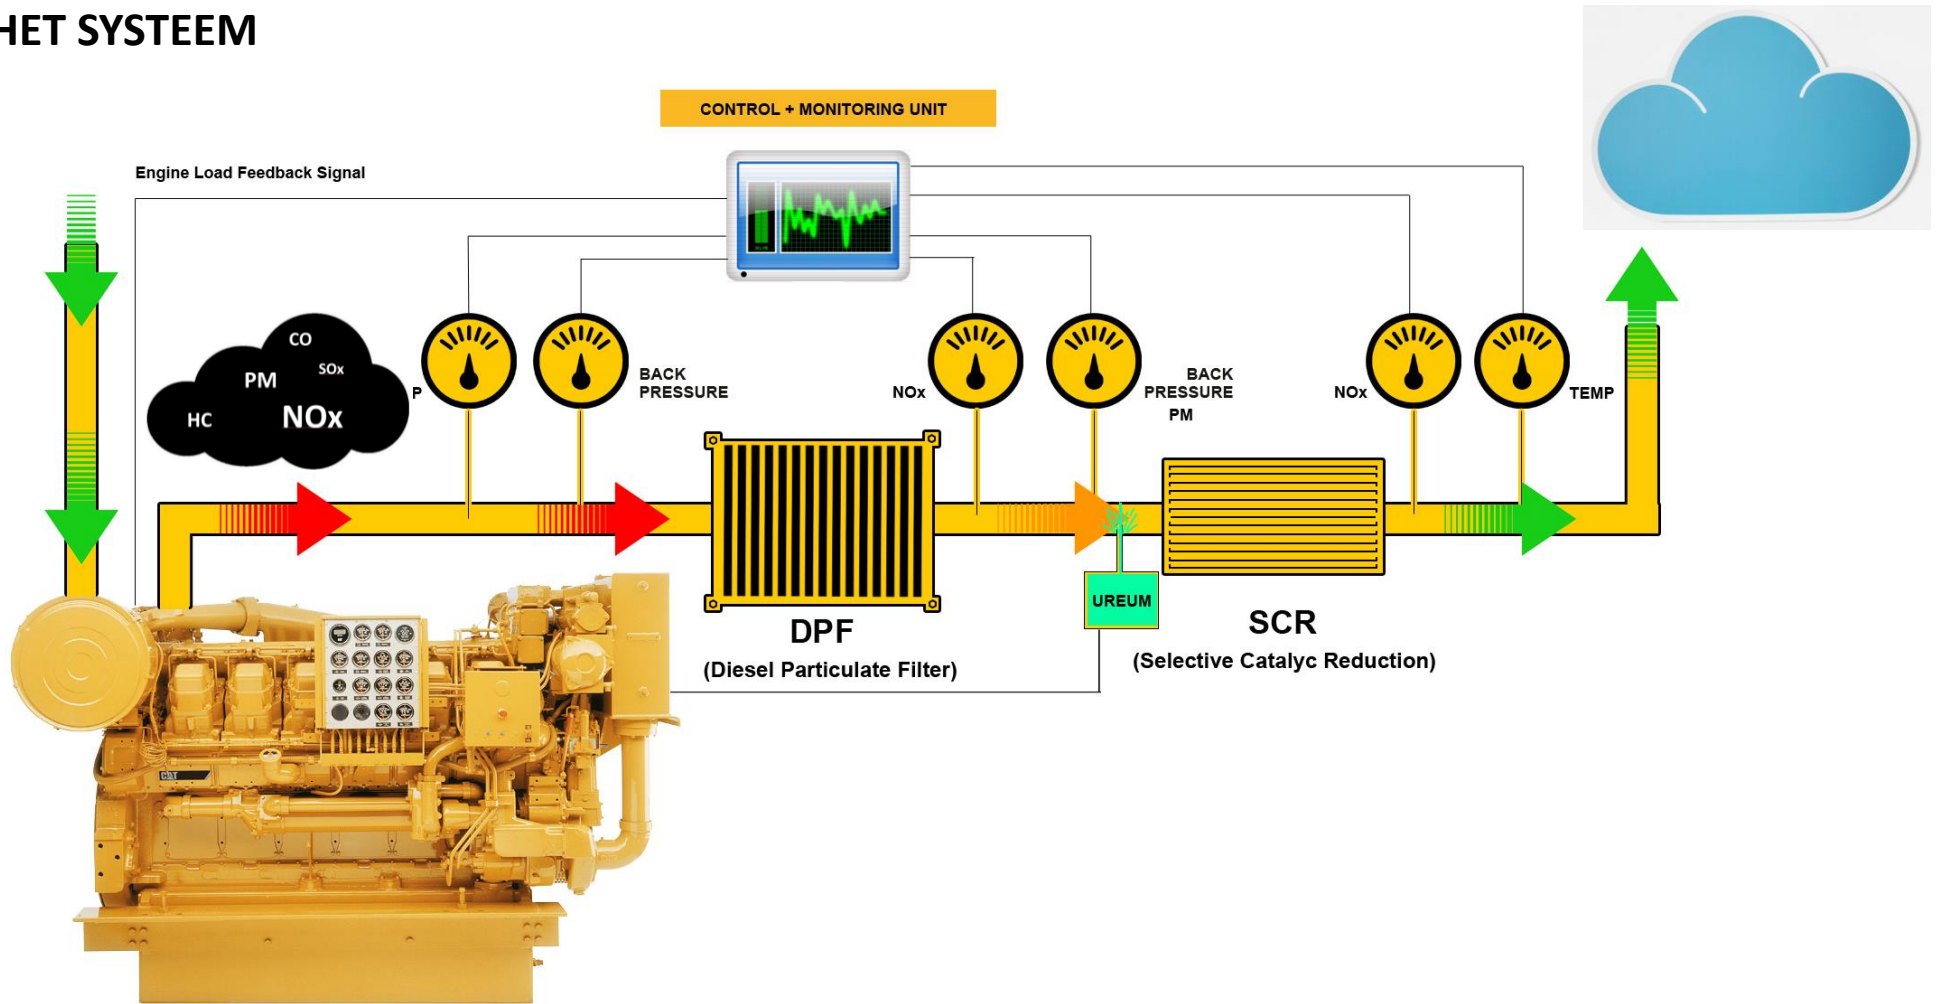 HET SYSTEEM
CONTROL + MONITORING UNIT
Engine Load Feedback Signal
CO
SOx
PM
HC
NOx
P
BACK
PRESSURE
NOx
BACK
PRESSURE
PM
NOx
TEMP
UREUM
DPF
(Diesel Particulate Filter)
SCR
(Selective Catalyc Reduction)
CAT